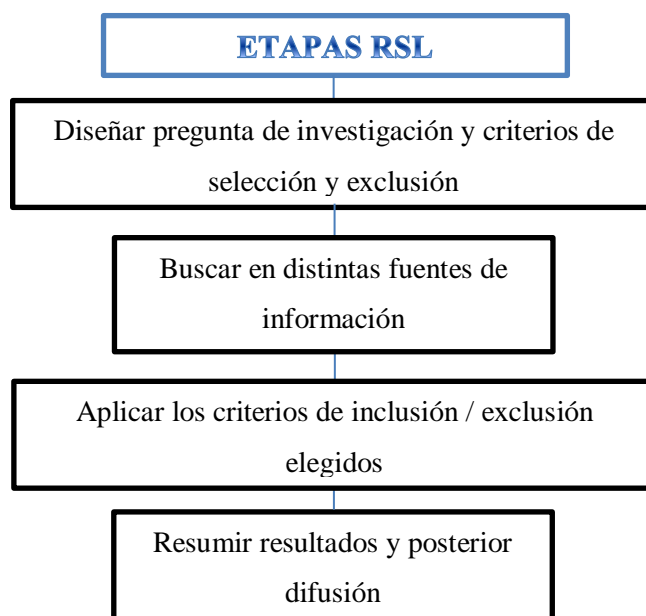 ETAPAS RSL
Diseñar pregunta de investigación y criterios de
selección y exclusión
Buscar en distintas fuentes de
información
Aplicar los criterios de inclusión / exclusión
elegidos
Resumir resultados y posterior
difusión